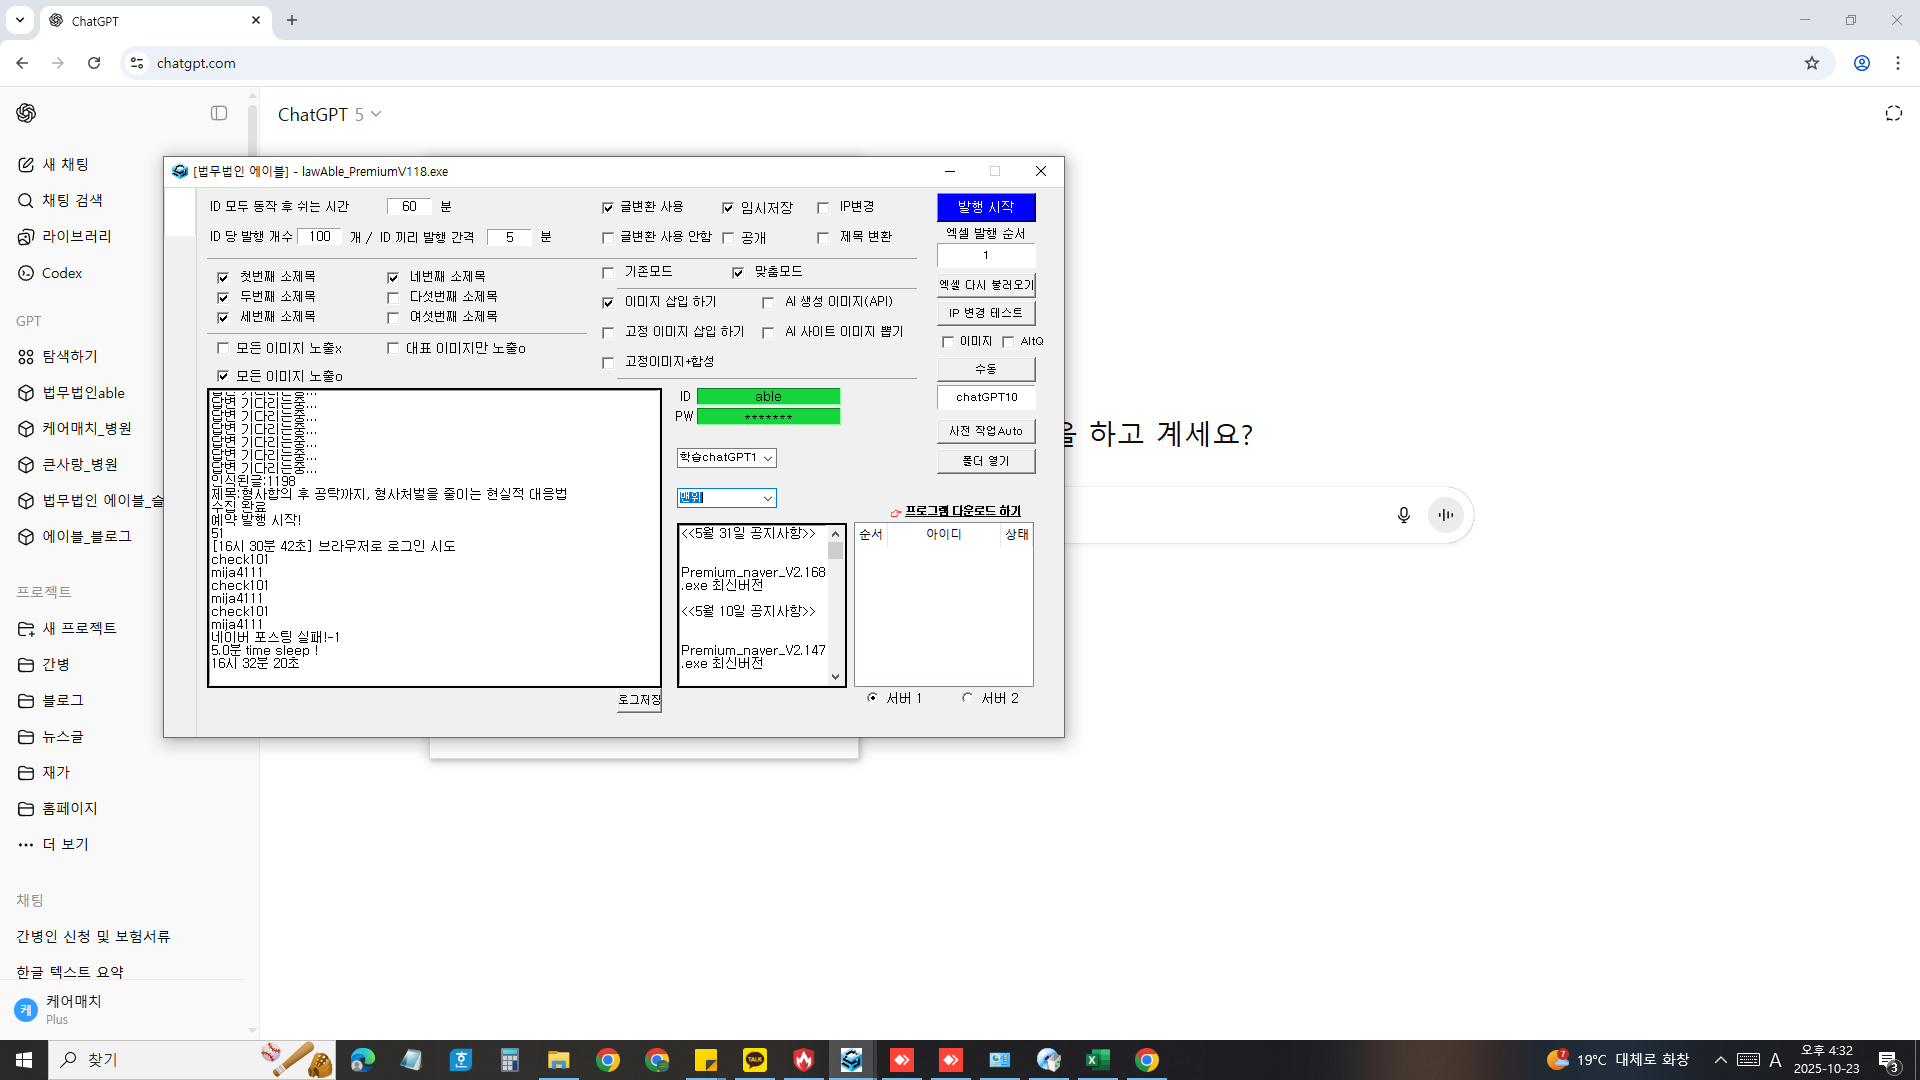 ChatGPT
chatgpt.com
ChatGPT 5
새 채팅
채팅 검색
라이브러리
Codex
GPT
탐색하기
법무법인able
케어매치_병원
큰사랑_병원
법무법인 에이블_슬
에이블_블로그
프로젝트
새 프로젝트
간병
블로그
뉴스글
재가
홈페이지
더 보기
채팅
간병인 신청 및 보험서류
한글 텍스트 요약
케
케어매치
Plus
하고 계세요?
[법무법인 에이블] - lawAble_PremiumV118.exe
ID 모두 동작 후 쉬는 시간 60 분
ID 당 발행 개수 100 개 / ID 끼리 발행 간격 5 분
글변환 사용
임시저장
IP변경
글변환 사용 안함
공개
제목 변환
첫번째 소제목
네번째 소제목
두번째 소제목
다섯번째 소제목
세번째 소제목
여섯번째 소제목
모든 이미지 노출x
대표 이미지만 노출o
모든 이미지 노출o
기존모드
맞춤모드
이미지 삽입 하기
AI 생성 이미지(API)
고정 이미지 삽입 하기
AI 사이트 이미지 뽑기
고정이미지+합성
발행 시작
엑셀 발행 순서
1
엑셀 다시 불러오기
IP 변경 테스트
이미지
AltQ
수동
chatGPT10
사전 작업Auto
폴더 열기
답변 기다리는중...
답변 기다리는중...
답변 기다리는중...
답변 기다리는중...
답변 기다리는중...
답변 기다리는중...
답변 기다리는중...
인식된글:1198
제목:형사합의 후 공탁까지, 형사처벌을 줄이는 현실적 대응법
수집 완료
예약 발행 시작!
51
[16시 30분 42초] 브라우저로 로그인 시도
check101
mija4111
check101
mija4111
check101
mija4111
네이버 포스팅 실패!-1
5.0분 time sleep !
16시 32분 20초
로그저장
ID able
PW *******
학습chatGPT1
맨위
<<5월 31일 공지사항>>
Premium_naver_V2.168
.exe 최신버전
<<5월 10일 공지사항>>
Premium_naver_V2.147
.exe 최신버전
프로그램 다운로드 하기
순서 아이디 상태
서버 1
서버 2
찾기
TALK
7
19°C 대체로 화창
A
오후 4:32
2025-10-23
3